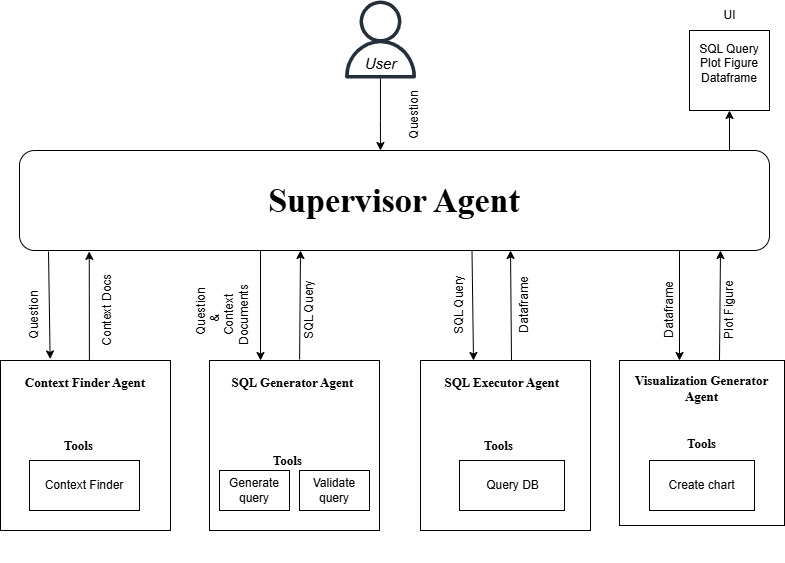 UI
User
SQL Query
Plot Figure
Dataframe
Question
Supervisor Agent
Question
Context Docs
Question
&
Context
Documents
SQL Query
SQL Query
Dataframe
Dataframe
Plot Figure
Context Finder Agent
Tools
Context Finder
SQL Generator Agent
Tools
Generate
query
Validate
query
SQL Executor Agent
Tools
Query DB
Visualization Generator
Agent
Tools
Create chart